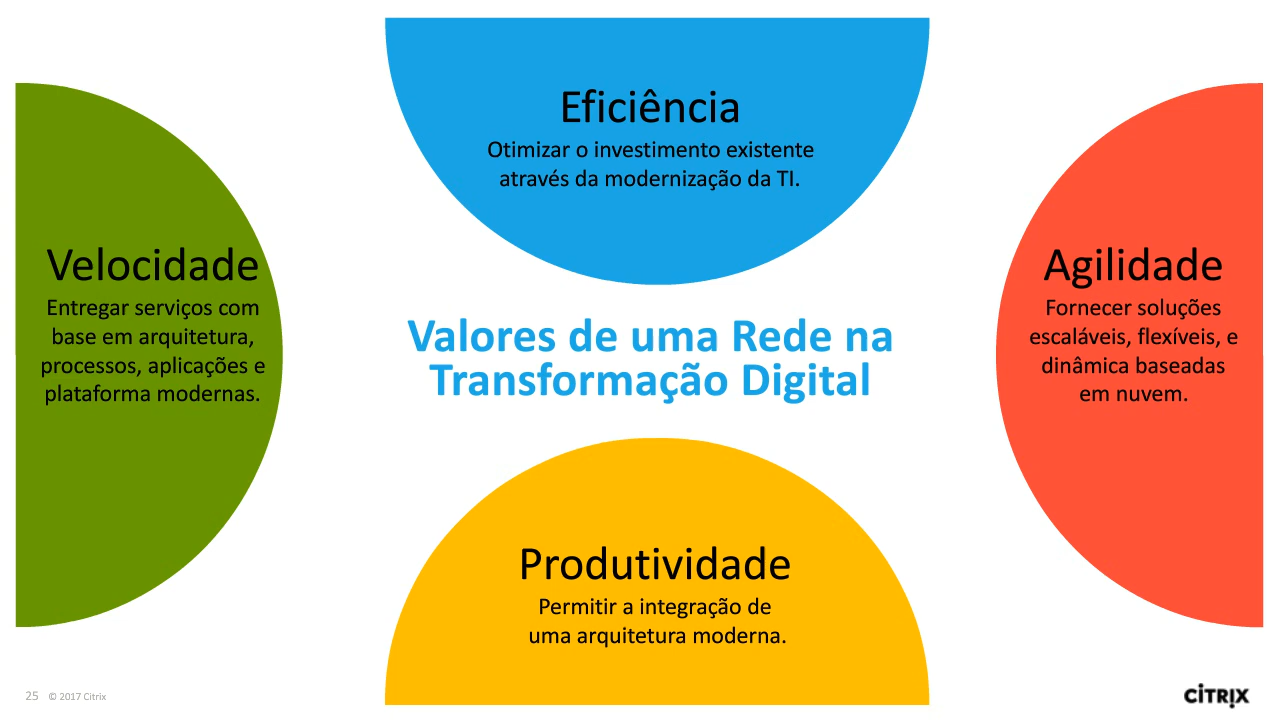 Eficiência
Otimizar o investimento existente
através da modernização da TI.
Velocidade
Entregar serviços com
base em arquitetura,
processos, aplicações e
plataforma modernas.
Valores de uma Rede na
Transformação Digital
Agilidade
Fornecer soluções
escaláveis, flexíveis, e
dinâmica baseadas
em nuvem.
Produtividade
Permitir a integração de
uma arquitetura moderna.
25 © 2017 Citrix
CİTRİX